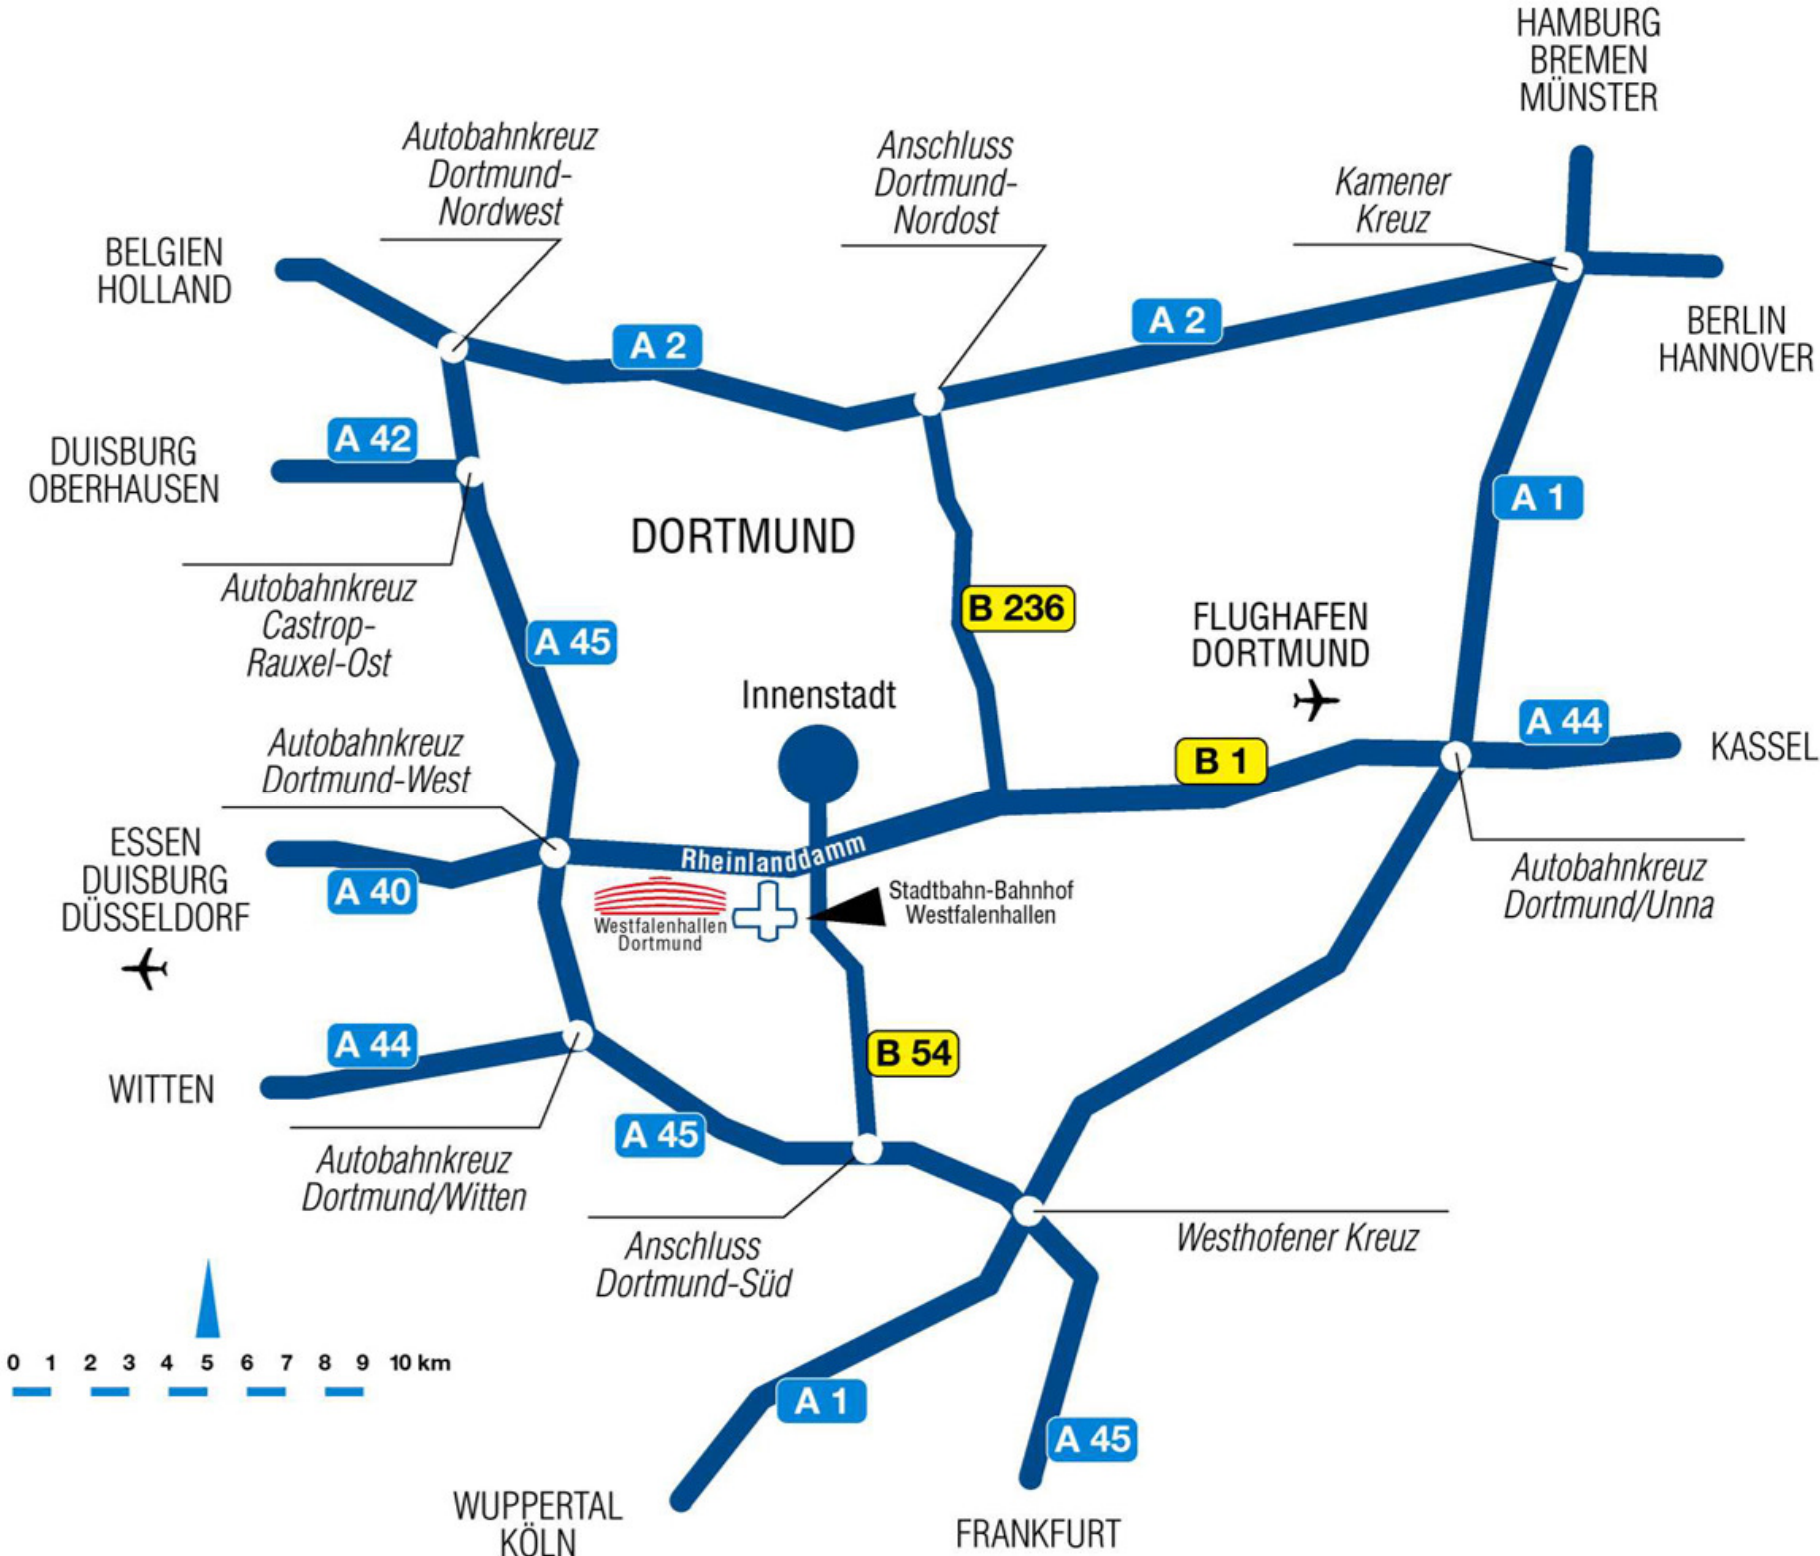 HAMBURG
BREMEN
MÜNSTER
Autobahnkreuz
Dortmund-
Nordwest
Anschluss
Dortmund-
Nordost
Kamener
Kreuz
BELGIEN
HOLLAND
A 2
A 2
BERLIN
HANNOVER
DUISBURG
OBERHAUSEN
A 42
DORTMUND
A 1
Autobahnkreuz
Castrop-
Rauxel-Ost
A 45
B 236
FLUGHAFEN
DORTMUND
Innenstadt
Autobahnkreuz
Dortmund-West
B 1
A 44
KASSEL
ESSEN
DUISBURG
DÜSSELDORF
A 40
Rheinlanddamm
Westfalenhallen
Dortmund
Stadtbahn-Bahnhof
Westfalenhallen
Autobahnkreuz
Dortmund/Unna
A 44
WITTEN
B 54
A 45
Autobahnkreuz
Dortmund/Witten
Anschluss
Dortmund-Süd
Westhofener Kreuz
0 1 2 3 4 5 6 7 8 9 10 km
A 1
A 45
WUPPERTAL
KÖLN
FRANKFURT